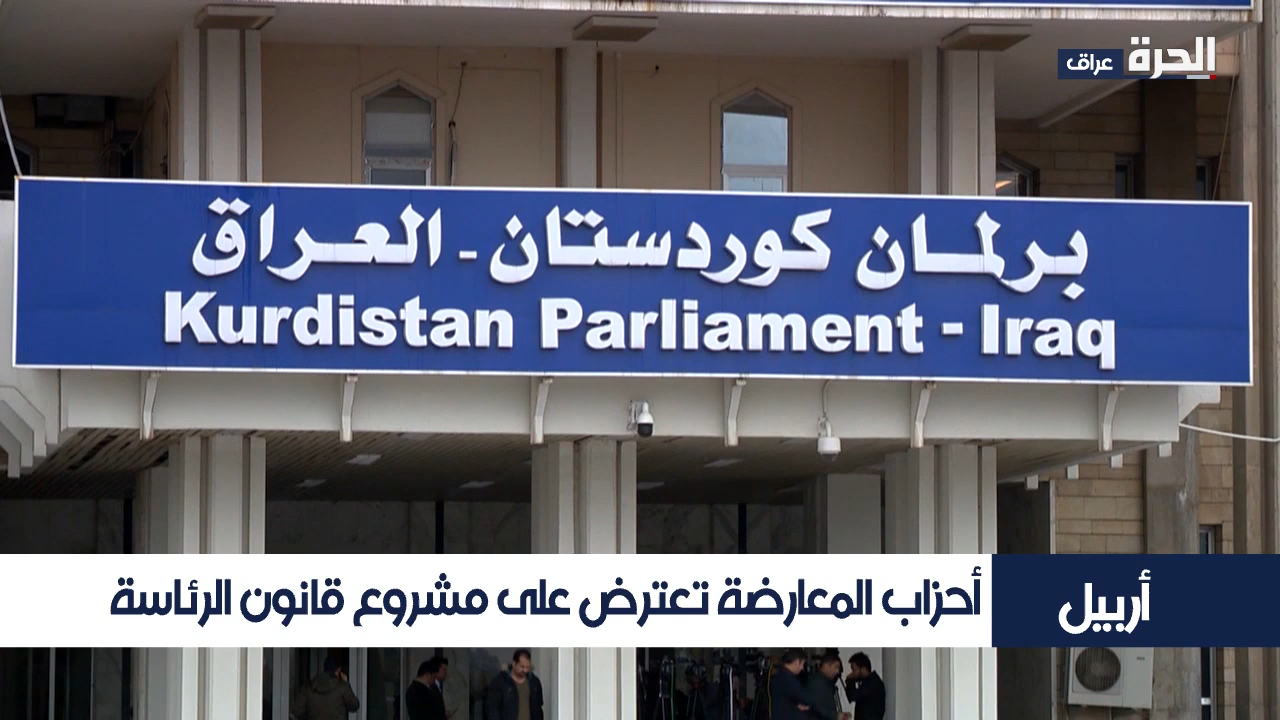 الحرة
عراق
برلمان كوردستان - العراق
Kurdistan Parliament - Iraq
أربيل
أحزاب المعارضة تعترض على مشروع قانون الرئاسة